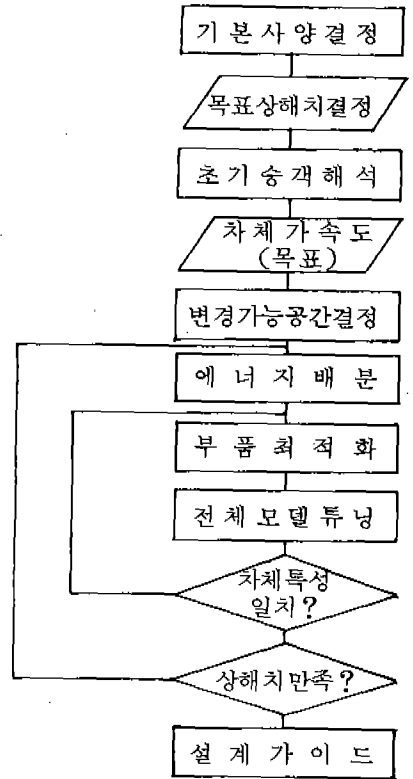 기본사양결정
목표상해치결정
초기승객해석
차체가속도
(목표)
변경가능공간결정
에너지배분
부품최적화
전체모델튜닝
차체특성
일치?
상해치만족?
설계가이드